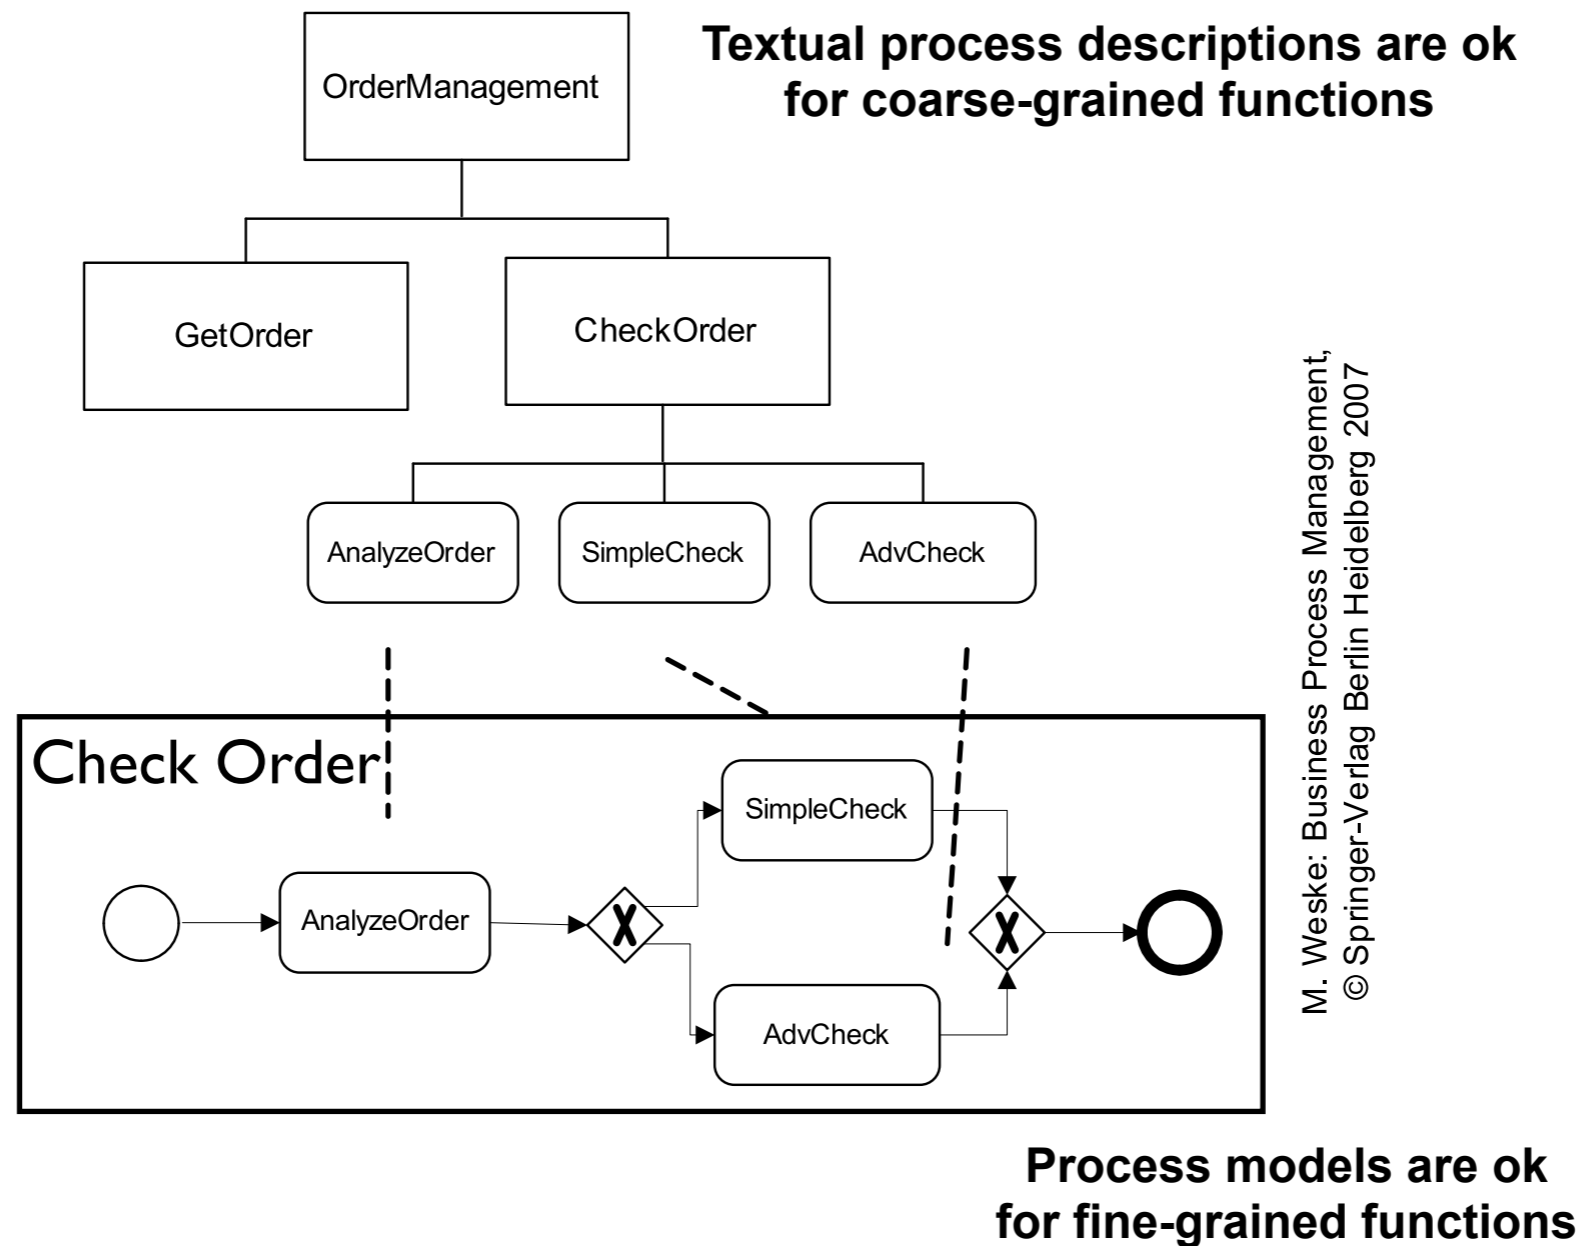 Textual process descriptions are ok
for coarse-grained functions
OrderManagement
GetOrder
CheckOrder
AnalyzeOrder
SimpleCheck
AdvCheck
M. Weske: Business Process Management,
© Springer-Verlag Berlin Heidelberg 2007
Check Order
SimpleCheck
AnalyzeOrder
X
X
AdvCheck
Process models are ok
for fine-grained functions